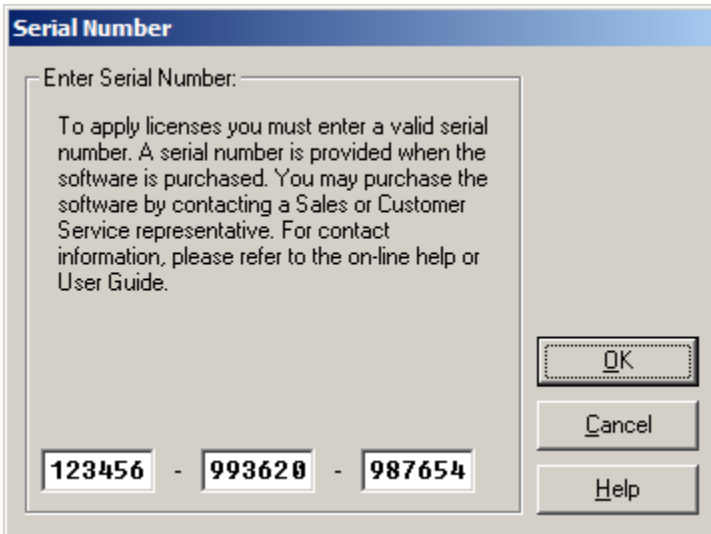 Serial Number
Enter Serial Number:
To apply licenses you must enter a valid serial
number. A serial number is provided when the
software is purchased. You may purchase the
software by contacting a Sales or Customer
Service representative. For contact
information, please refer to the on-line help or
User Guide.
OK
Cancel
123456 - 993620 - 987654
Help